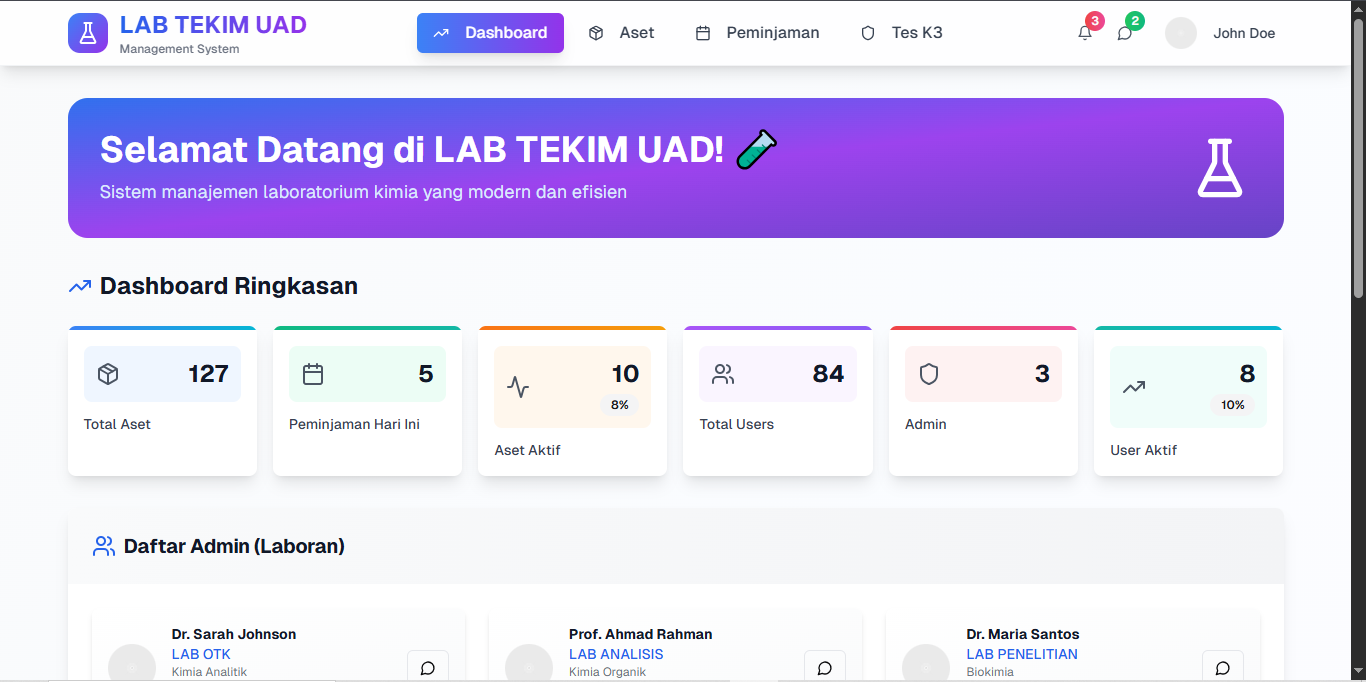 LAB TEKIM UAD
Management System
Dashboard
Aset
Peminjaman
Tes K3
3
2
John Doe
Selamat Datang di LAB TEKIM UAD!
Sistem manajemen laboratorium kimia yang modern dan efisien
Dashboard Ringkasan
127
Total Aset
5
Peminjaman Hari Ini
10
8%
Aset Aktif
84
Total Users
3
Admin
8
10%
User Aktif
Daftar Admin (Laboran)
Dr. Sarah Johnson
LAB OTK
Kimia Analitik
Prof. Ahmad Rahman
LAB ANALISIS
Kimia Organik
Dr. Maria Santos
LAB PENELITIAN
Biokimia